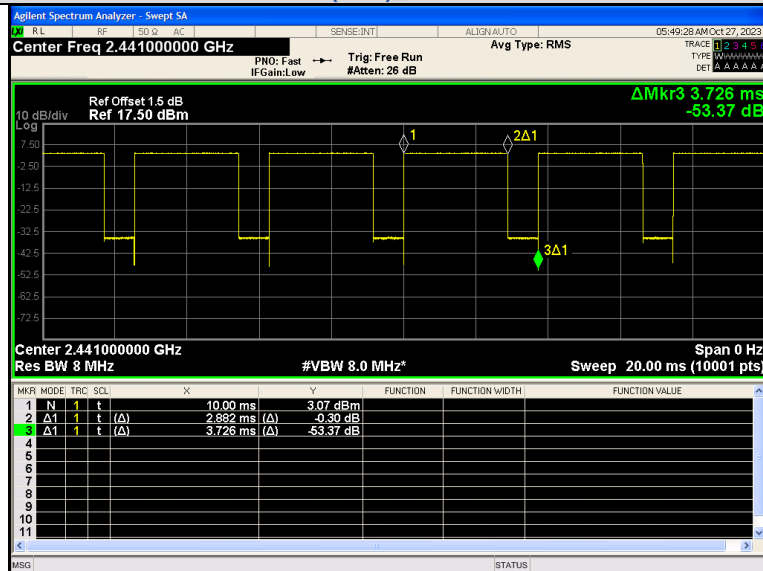 Agilent Spectrum Analyzer - Swept SA
RL RF 50 Ω AC SENSE:INT ALIGN AUTO 05:49:28 AM Oct 27, 2023
Center Freq 2.441000000 GHz Avg Type: RMS TRACE 1 2 3 4 5
PNO: Fast Trig: Free Run TYPE
IFGain:Low #Atten: 26 dB DET A A A A A
ΔMkr3 3.726 ms
Ref Offset 1.5 dB
10 dB/div Ref 17.50 dBm -53.37 dB
Log
7.50 1 2Δ1
-2.50
-12.5
-22.5
-32.5
-42.5 3Δ1
-52.5
-62.5
-72.5
Center 2.441000000 GHz Span 0 Hz
Res BW 8 MHz #VBW 8.0 MHz* Sweep 20.00 ms (10001 pts)
MKR MODE TRC SCL X Y FUNCTION FUNCTION WIDTH FUNCTION VALUE
1 N 1 t 10.00 ms 3.07 dBm
2 Δ1 1 t (Δ) 2.882 ms (Δ) -0.30 dB
3 Δ1 1 t (Δ) 3.726 ms (Δ) -53.37 dB
4
5
6
7
8
9
10
11
MSG STATUS